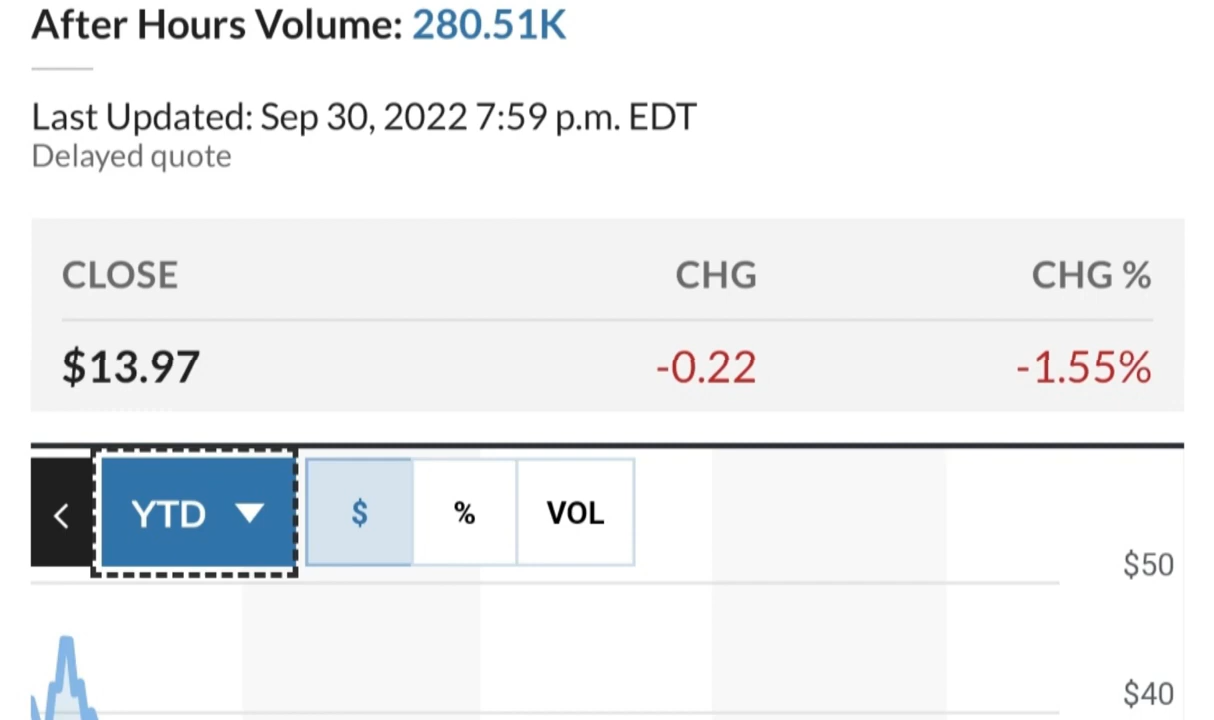 After Hours Volume: 280.51K
Last Updated: Sep 30, 2022 7:59 p.m. EDT
Delayed quote
CLOSE CHG CHG %
$13.97 -0.22 -1.55%
YTD $ % VOL
$50
$40